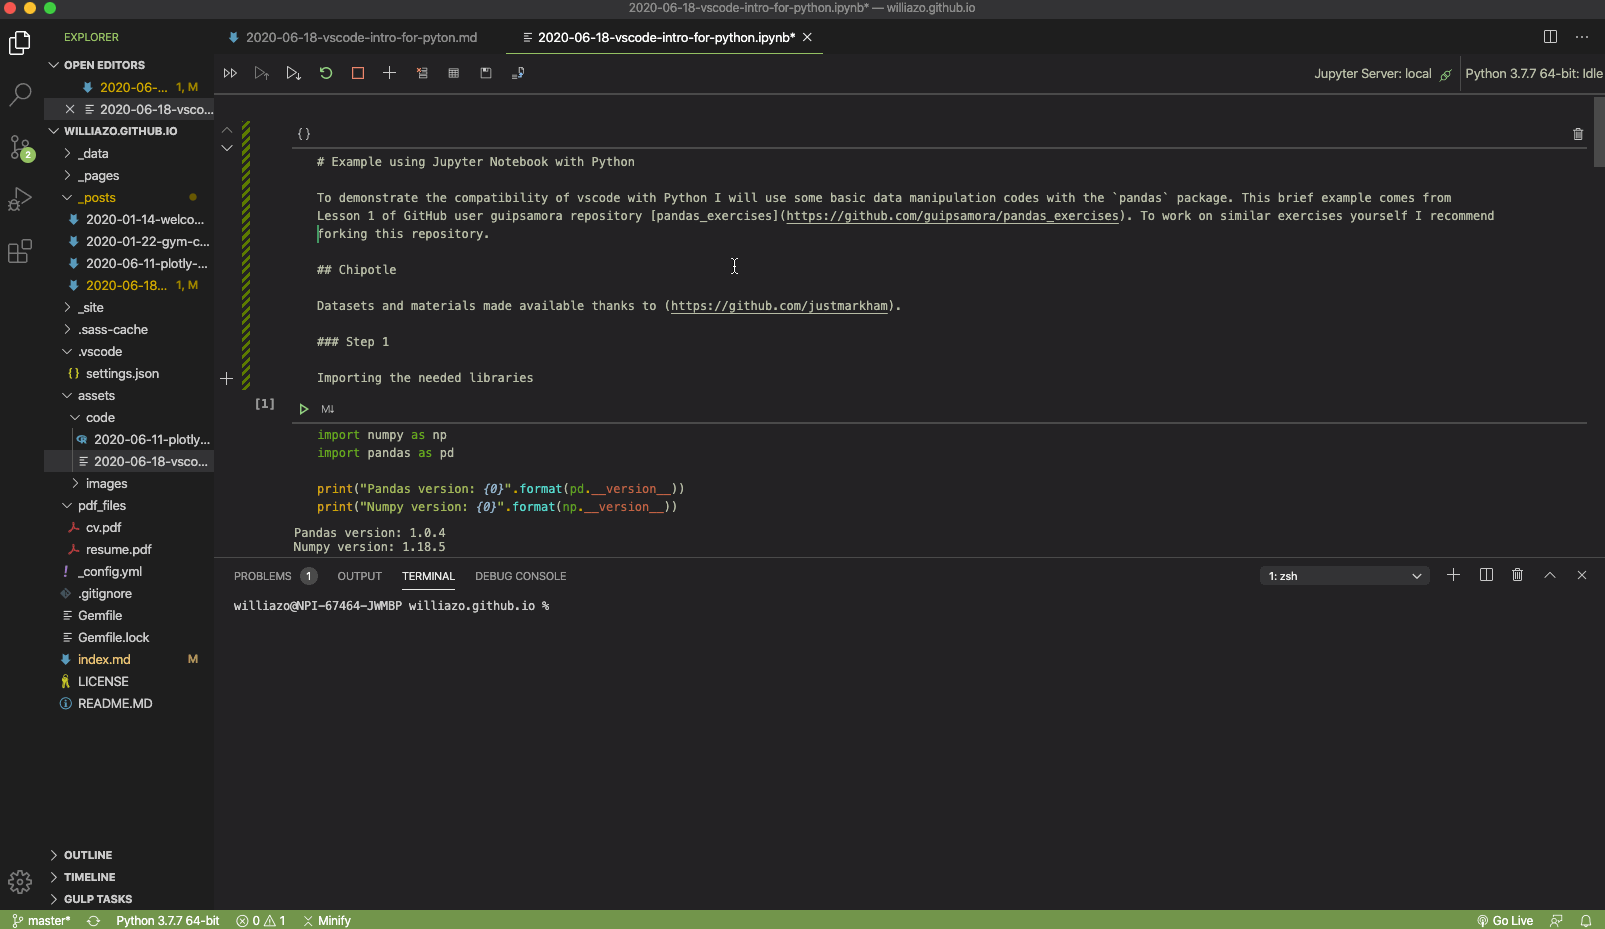 2020-06-18-vscode-intro-for-python.ipynb* — williazo.github.io
EXPLORER
2020-06-18-vscode-intro-for-pyton.md
2020-06-18-vscode-intro-for-python.ipynb*
OPEN EDITORS
2020-06-... 1, M
2020-06-18-vsco...
WILLIAZO.GITHUB.IO
_data
_pages
_posts
2020-01-14-welco...
2020-01-22-gym-c...
2020-06-11-plotly-...
2020-06-18... 1, M
_site
.sass-cache
.vscode
{} settings.json
assets
code
2020-06-11-plotly...
2020-06-18-vsco...
images
pdf_files
cv.pdf
resume.pdf
! _config.yml
.gitignore
Gemfile
Gemfile.lock
index.md M
LICENSE
README.MD
OUTLINE
TIMELINE
GULP TASKS
2
Jupyter Server: local
Python 3.7.7 64-bit: Idle
{}
# Example using Jupyter Notebook with Python
To demonstrate the compatibility of vscode with Python I will use some basic data manipulation codes with the `pandas` package. This brief example comes from
Lesson 1 of GitHub user guipsamora repository [pandas_exercises](https://github.com/guipsamora/pandas_exercises). To work on similar exercises yourself I recommend
forking this repository.
## Chipotle
Datasets and materials made available thanks to (https://github.com/justmarkham).
### Step 1
Importing the needed libraries
[1]
M↓
import numpy as np
import pandas as pd
print("Pandas version: {0}".format(pd.__version__))
print("Numpy version: {0}".format(np.__version__))
Pandas version: 1.0.4
Numpy version: 1.18.5
PROBLEMS 1 OUTPUT TERMINAL DEBUG CONSOLE
1: zsh
williazo@NPI-67464-JWMBP williazo.github.io %
master* Python 3.7.7 64-bit 0 1 Minify
Go Live